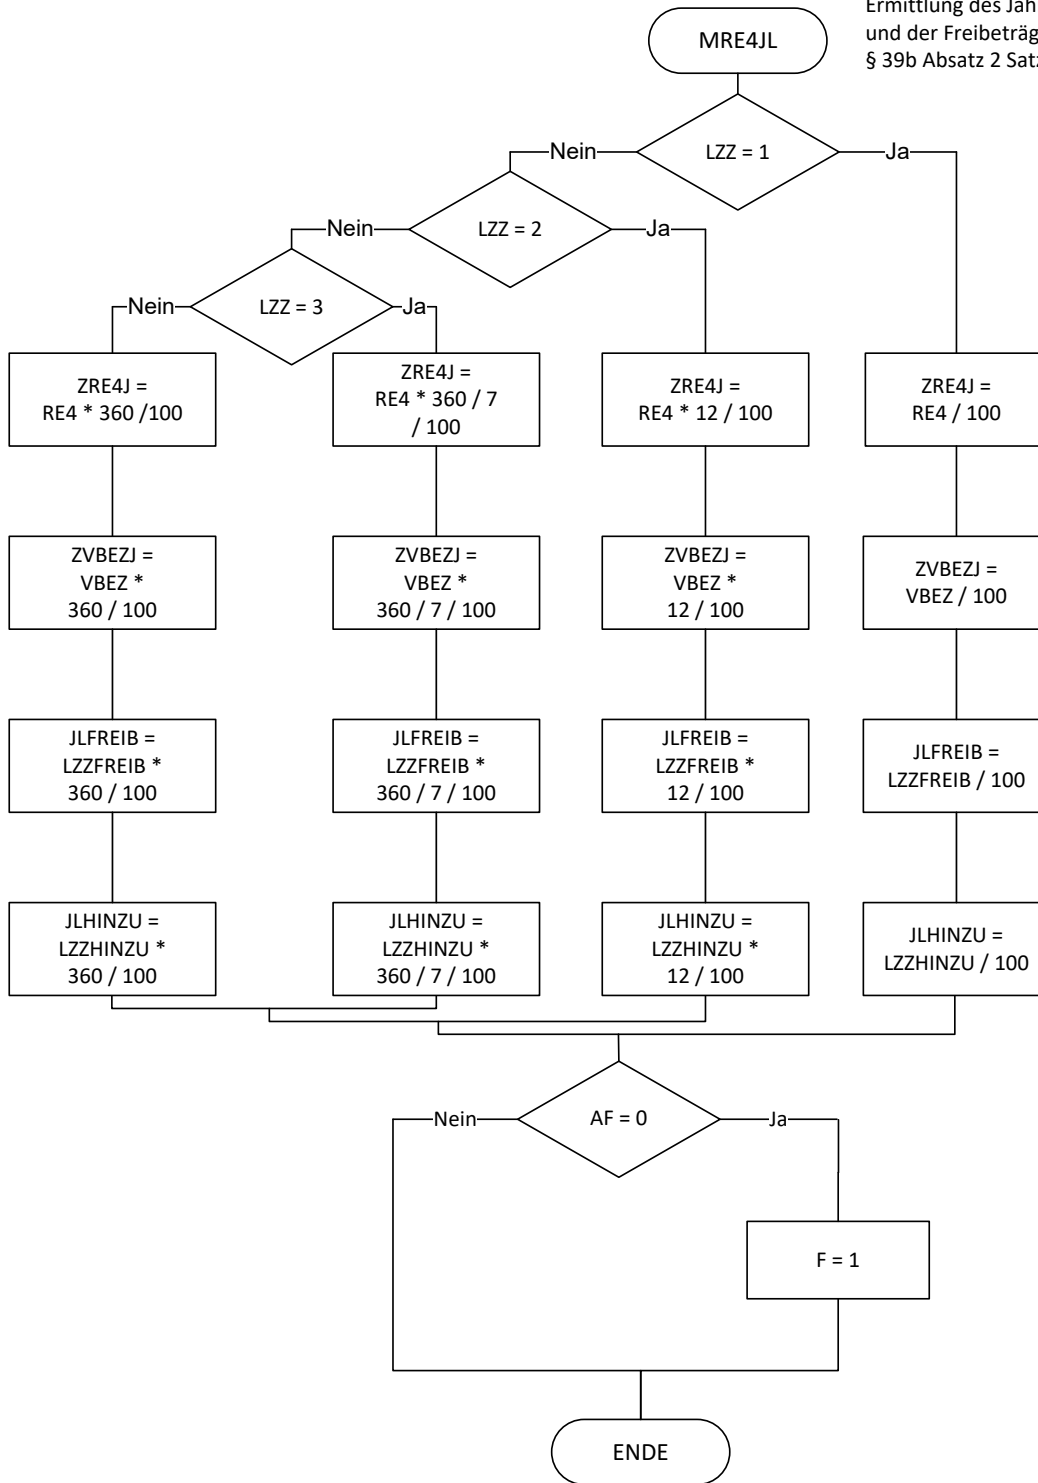 Ermittlung des
und der
§ 39b Absatz 2
MRE4JL
LZZ = 1
Nein
Ja
LZZ = 2
Nein
Ja
LZZ = 3
Nein
Ja
ZRE4J =
RE4 * 360 /100
ZRE4J =
RE4 * 360 / 7
/ 100
ZRE4J =
RE4 * 12 / 100
ZRE4J =
RE4 / 100
ZVBEZJ =
VBEZ *
360 / 100
ZVBEZJ =
VBEZ *
360 / 7 / 100
ZVBEZJ =
VBEZ *
12 / 100
ZVBEZJ =
VBEZ / 100
JLFREIB =
LZZFREIB *
360 / 100
JLFREIB =
LZZFREIB *
360 / 7 / 100
JLFREIB =
LZZFREIB *
12 / 100
JLFREIB =
LZZFREIB / 100
JLHINZU =
LZZHINZU *
360 / 100
JLHINZU =
LZZHINZU *
360 / 7 / 100
JLHINZU =
LZZHINZU *
12 / 100
JLHINZU =
LZZHINZU / 100
AF = 0
Nein
Ja
F = 1
ENDE